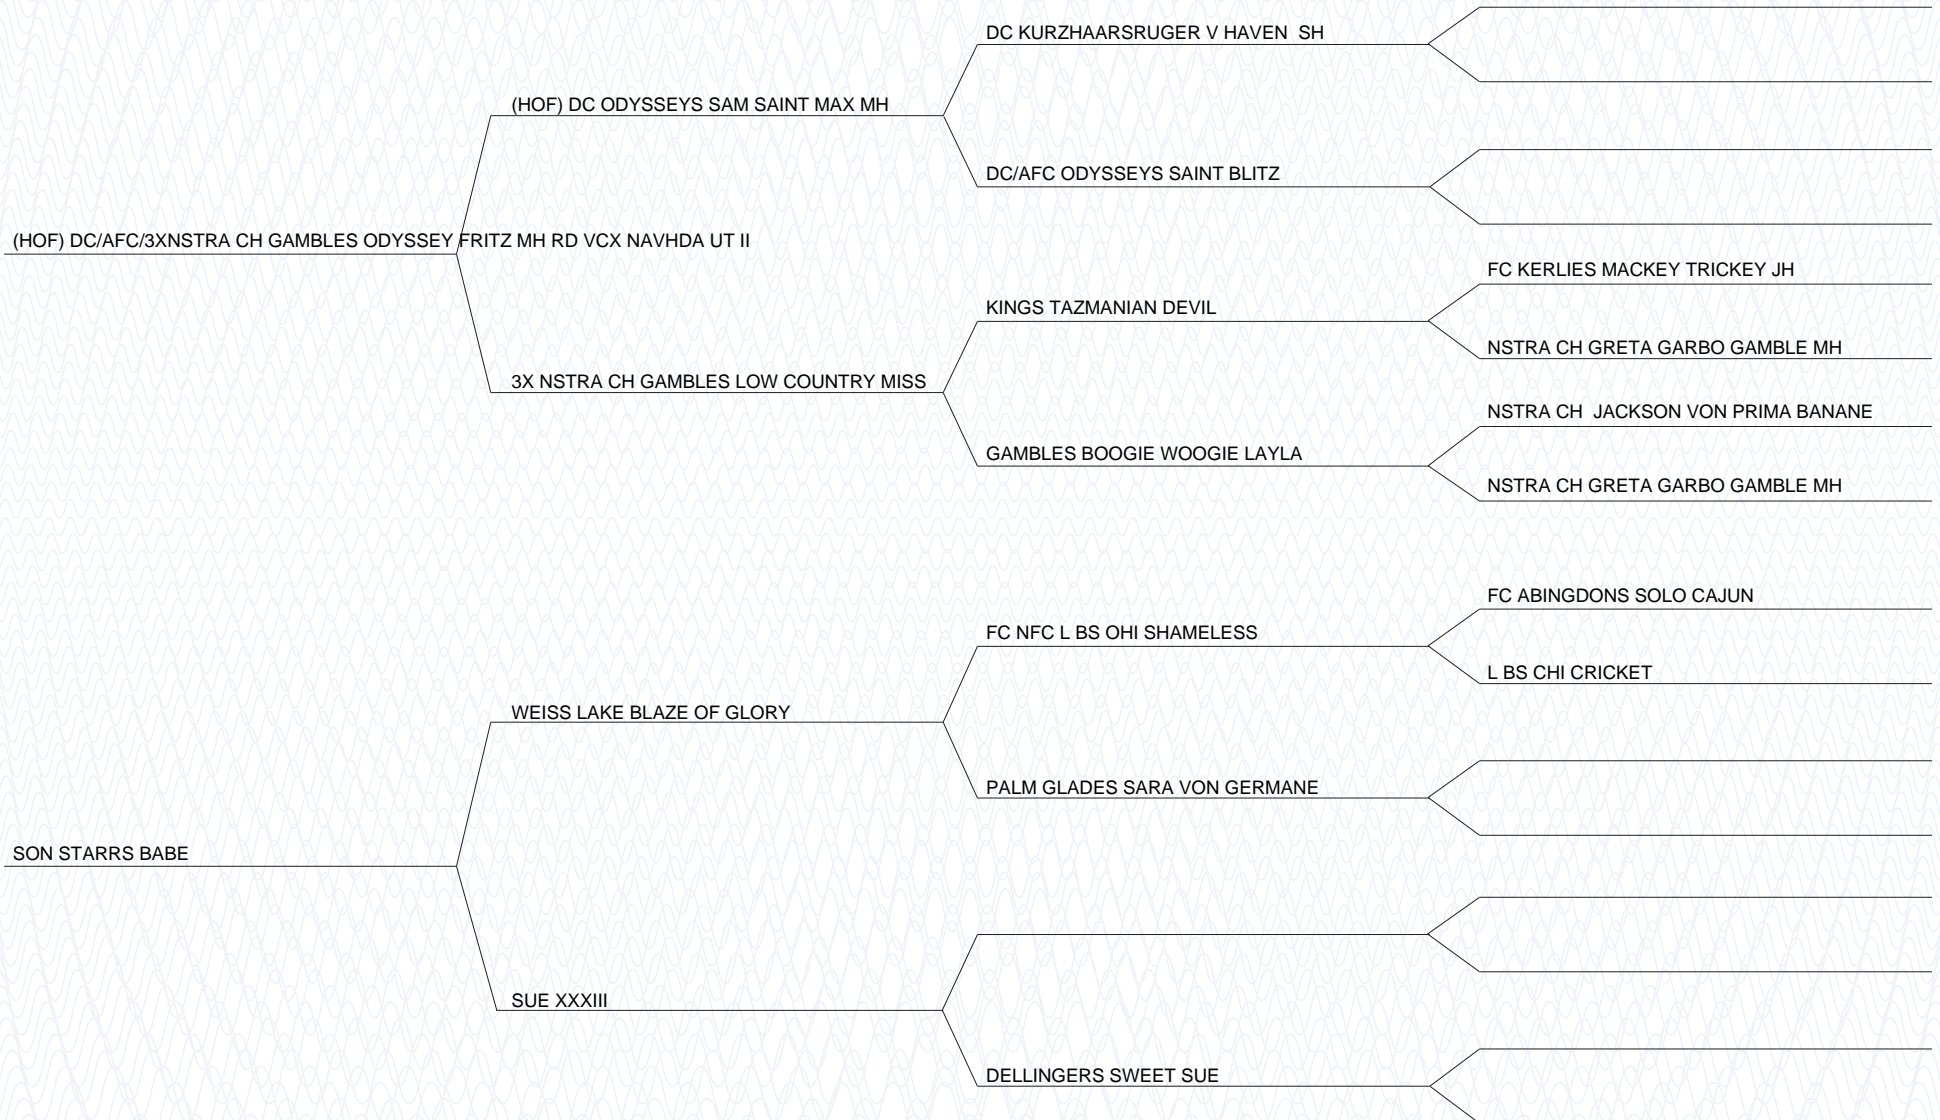 DC KURZHAARSRUGER V HAVEN  SH
(HOF) DC ODYSSEYS SAM SAINT MAX MH
DC/AFC ODYSSEYS SAINT BLITZ
(HOF) DC/AFC/3XNSTRA CH GAMBLES ODYSSEY FRITZ MH RD VCX NAVHDA UT II
FC KERLIES MACKEY TRICKEY JH
KINGS TAZMANIAN DEVIL
NSTRA CH GRETA GARBO GAMBLE MH
3X NSTRA CH GAMBLES LOW COUNTRY MISS
NSTRA CH  JACKSON VON PRIMA BANANE
GAMBLES BOOGIE WOOGIE LAYLA
NSTRA CH GRETA GARBO GAMBLE MH
FC ABINGDONS SOLO CAJUN
FC NFC L BS OHI SHAMELESS
L BS CHI CRICKET
WEISS LAKE BLAZE OF GLORY
PALM GLADES SARA VON GERMANE
SON STARRS BABE
SUE XXXIII
DELLINGERS SWEET SUE